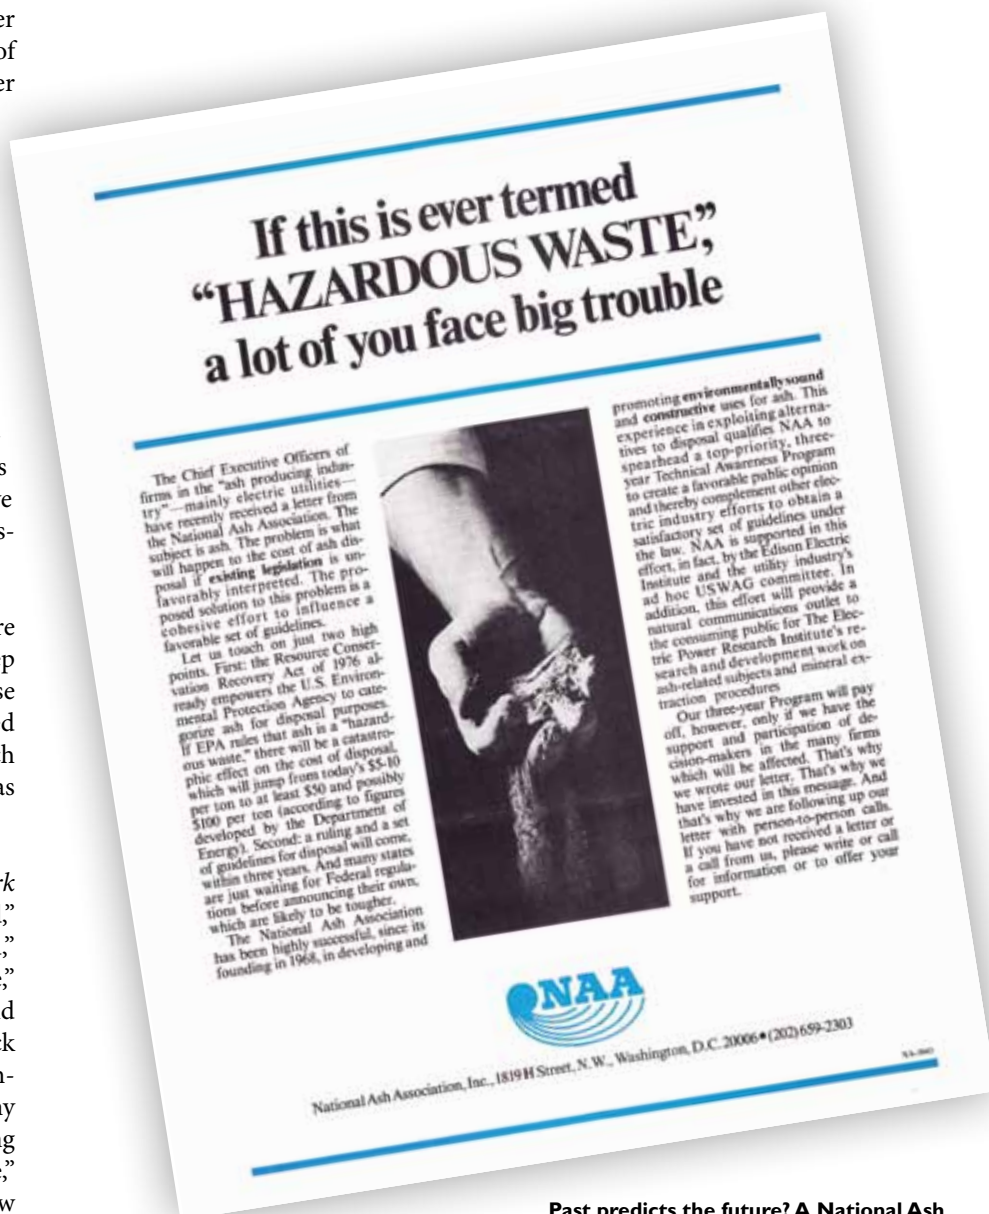 er
of
er
s
e
s-
re
ep
se
d
h
as
rk
,”
,”
,”
d
ck
n-
ny
ng
,”
w
If this is ever termed
“HAZARDOUS WASTE,”
a lot of you face big trouble
The Chief Executive Officers of
firms in the “ash producing indus-
try”—mainly electric utilities—
have recently received a letter from
the National Ash Association. The
subject is ash. The problem is what
will happen to the cost of ash dis-
posal if existing legislation is un-
favorably interpreted. The pro-
posed solution to this problem is a
cohesive effort to influence a
favorable set of guidelines.
Let us touch on just two high
points. First: the Resource Conser-
vation Recovery Act of 1976 al-
ready empowers the U.S. Environ-
mental Protection Agency to cate-
gorize ash for disposal purposes.
If EPA rules that ash is a “hazard-
ous waste,” there will be a catastro-
phic effect on the cost of disposal,
which will jump from today’s $5-10
per ton to at least $50 and possibly
$100 per ton (according to figures
developed by the Department of
Energy). Second: a ruling and a set
of guidelines for disposal will come,
within three years. And many states
are just waiting for Federal regula-
tions before announcing their own,
which are likely to be tougher.
The National Ash Association
has been highly successful, since its
founding in 1968, in developing and
promoting environmentally sound
and constructive uses for ash. This
experience in exploiting alterna-
tives to disposal qualifies NAA to
spearhead a top-priority, three-
year Technical Awareness Program
to create a favorable public opinion
and thereby complement other elec-
tric industry efforts to obtain a
satisfactory set of guidelines under
the law. NAA is supported in this
effort, in fact, by the Edison Electric
Institute and the utility industry’s
ad hoc USWAG committee. In
addition, this effort will provide a
natural communications outlet to
the consuming public for The Elec-
tric Power Research Institute’s re-
search and development work on
ash-related subjects and mineral ex-
traction procedures
Our three-year Program will pay
off, however, only if we have the
support and participation of de-
cision-makers in the many firms
which will be affected. That’s why
we wrote our letter. That’s why we
have invested in this message. And
that’s why we are following up our
letter with person-to-person calls.
If you have not received a letter or
a call from us, please write or call
for information or to offer your
support.
NAA
National Ash Association, Inc., 1819 H Street, N.W., Washington, D.C. 20006 • (202) 659-2303
Past predicts the future? A National Ash